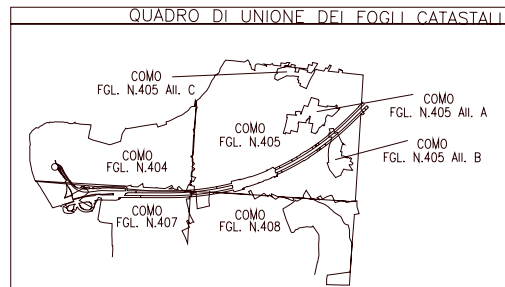 QUADRO DI UNIONE DEI FOGLI CATASTALI
COMO
FGL. N.405 All. C
COMO
FGL. N.405 All. A
COMO
FGL. N.405
COMO
FGL. N.405 All. B
COMO
FGL. N.404
COMO
FGL. N.407
COMO
FGL. N.408